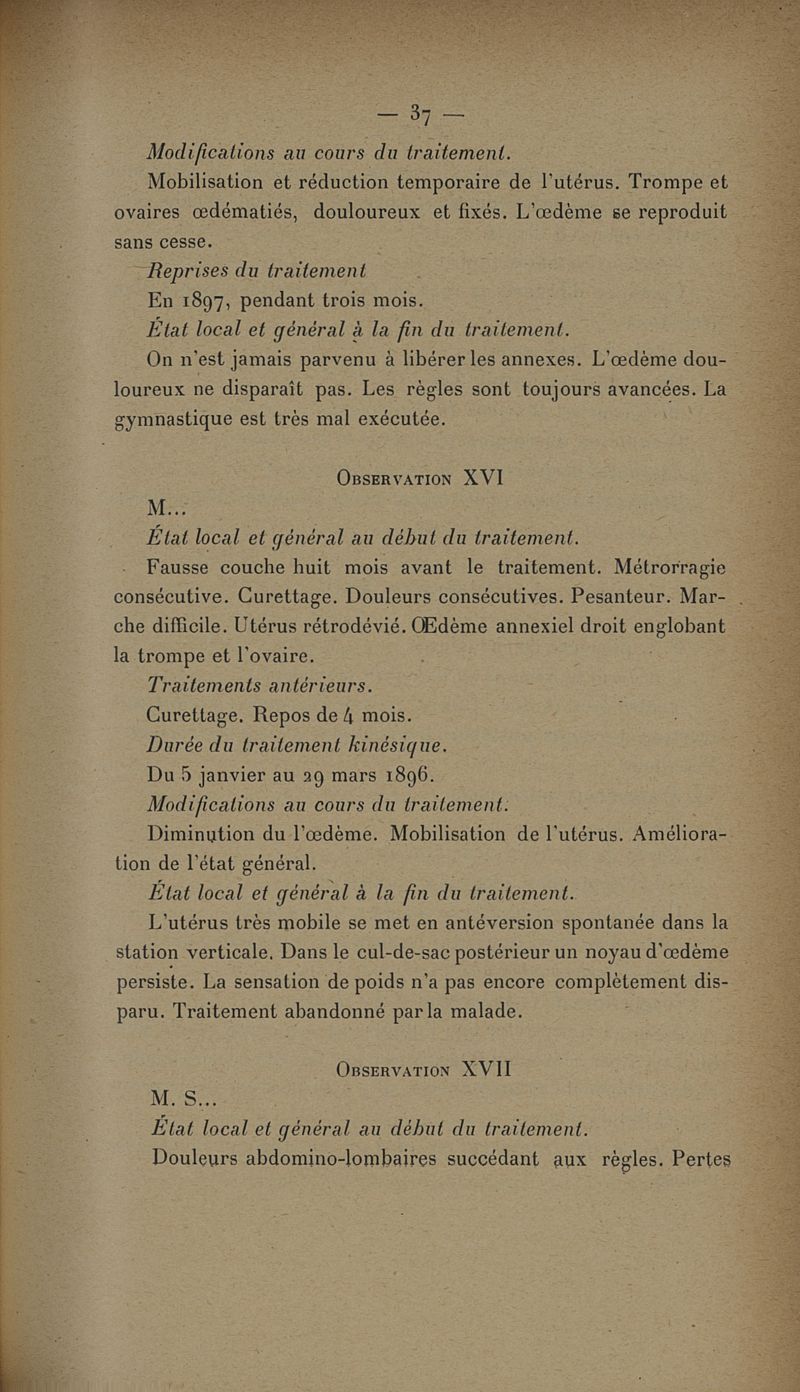 — 37 —
Modifications au cours du traitement.
Mobilisation et réduction temporaire de l'utérus. Trompe et
ovaires œdématiés, douloureux et fixés. L'œdème se reproduit
sans cesse.
Reprises du traitement
En 1897, pendant trois mois.
État local et général à la fin du traitement.
On n'est jamais parvenu à libérer les annexes. L'œdème dou-
loureux ne disparaît pas. Les règles sont toujours avancées. La
gymnastique est très mal exécutée.
OBSERVATION XVI
M...
État local et général au début du traitement.
Fausse couche huit mois avant le traitement. Métrorragie
consécutive. Curettage. Douleurs consécutives. Pesanteur. Mar-
che difficile. Utérus rétrodévié. Œdème annexiel droit englobant
la trompe et l'ovaire.
Traitements antérieurs.
Curettage. Repos de 4 mois.
Durée du traitement kinésique.
Du 5 janvier au 29 mars 1896.
Modifications au cours du traitement.
Diminution du l'œdème. Mobilisation de l'utérus. Améliora-
tion de l'état général.
État local et général à la fin du traitement.
L'utérus très mobile se met en antéversion spontanée dans la
station verticale. Dans le cul-de-sac postérieur un noyau d'œdème
persiste. La sensation de poids n'a pas encore complètement dis-
paru. Traitement abandonné par la malade.
OBSERVATION XVII
M. S...
État local et général au début du traitement.
Douleurs abdomino-lombaires succédant aux règles. Pertes